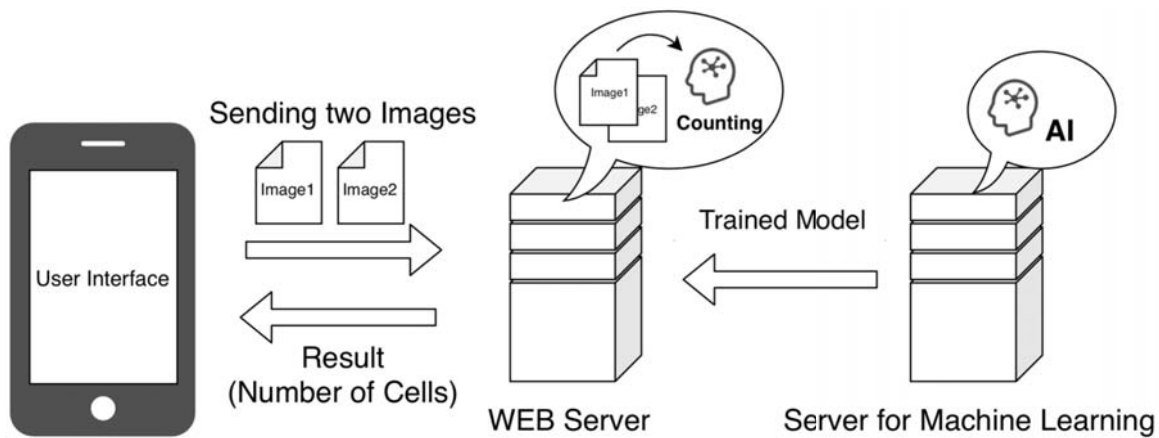 Sending two Images
Image1
Image2
User Interface
Result
(Number of Cells)
Image1
ge2
Counting
WEB Server
Trained Model
AI
Server for Machine Learning